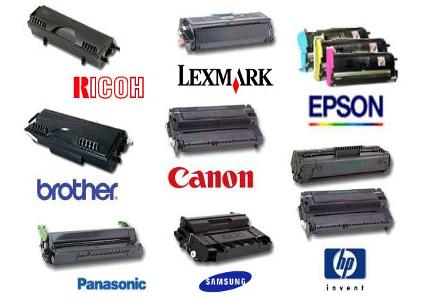 RICOH
LEXMARK
EPSON
brother.
Canon
Panasonic
SAMSUNG
hp
invent